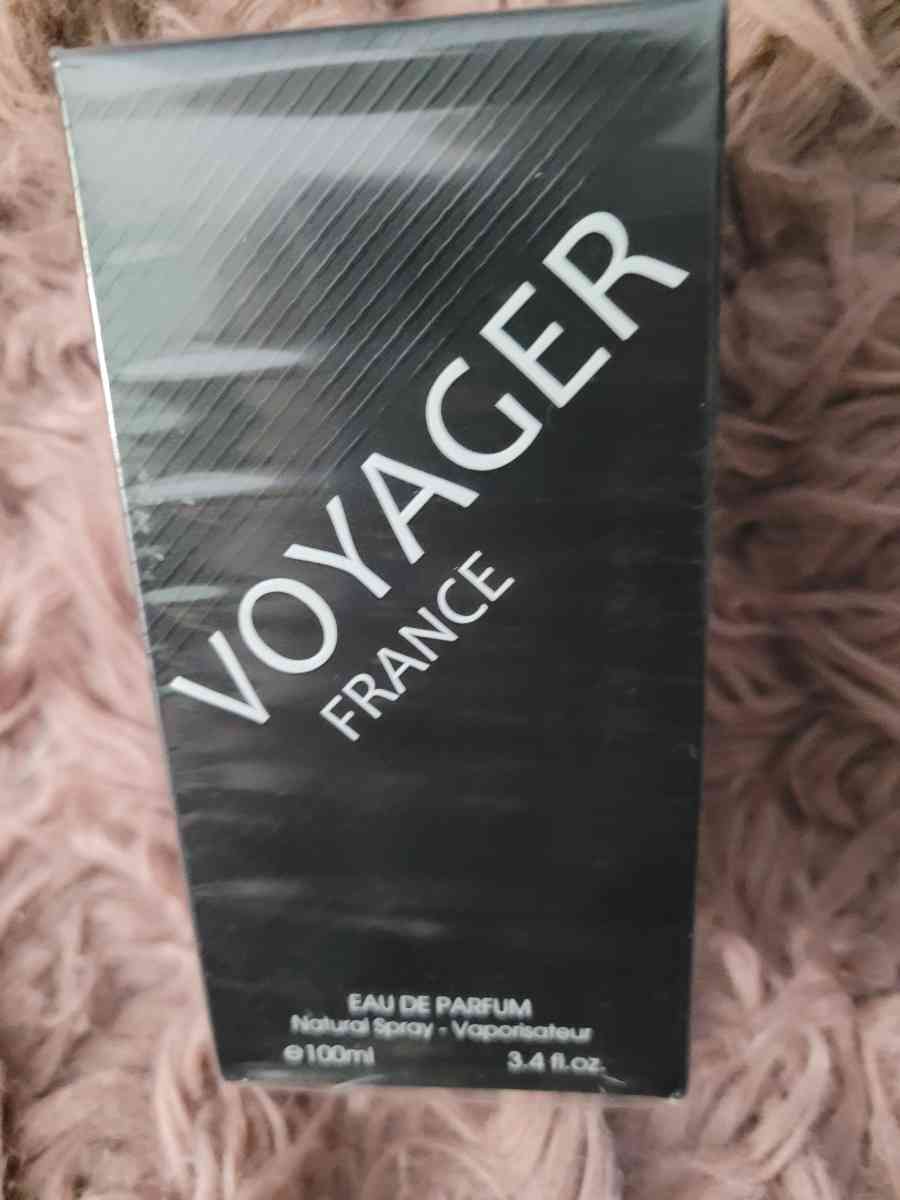 VOYAGER
FRANCE
EAU DE PARFUM
Natural Spray - Vaporisateur
℮100ml 3.4 fl.oz.